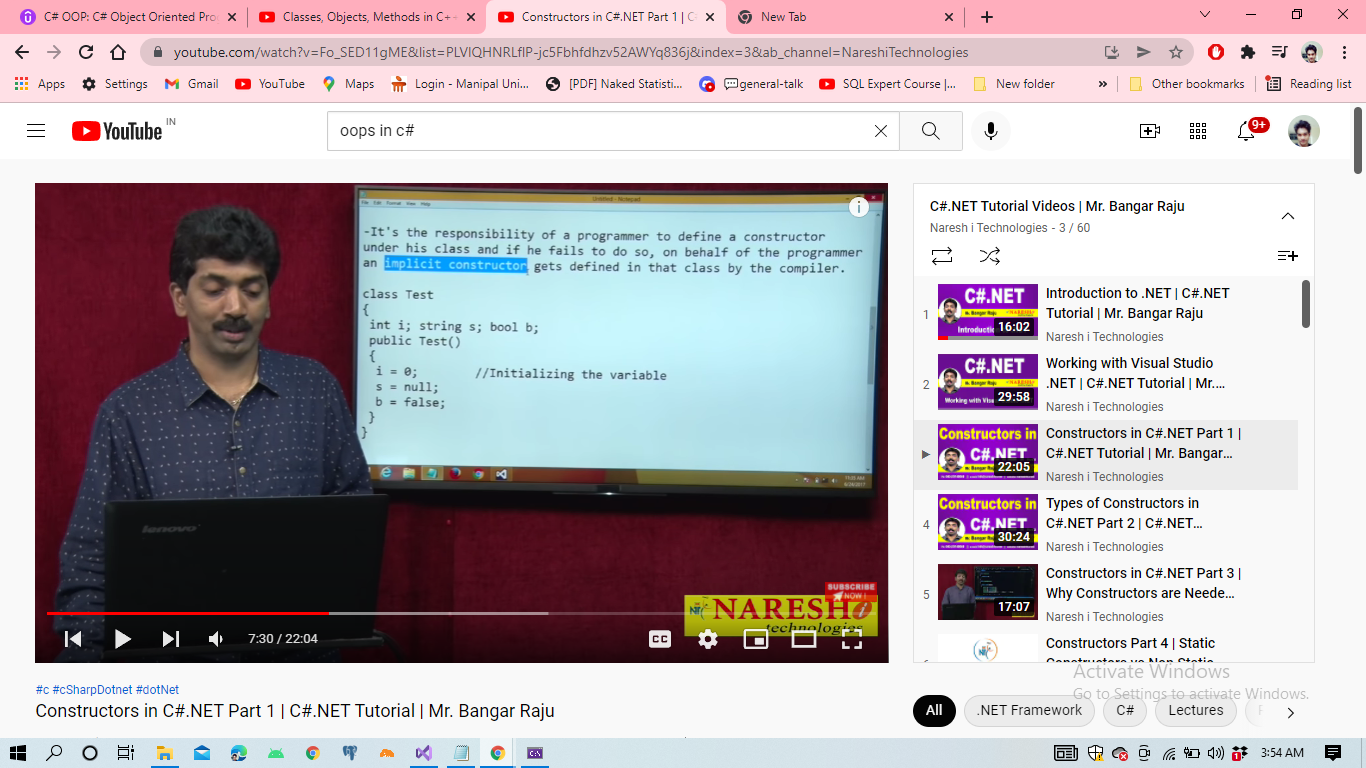 C# OOP: C# Object Oriented Pro
Classes, Objects, Methods in C+
Constructors in C#.NET Part 1 | C
New Tab
youtube.com/watch?v=Fo_SED11gME&list=PLVlQHNRLflP-jc5Fbhfdhzv52AWYq836j&index=3&ab_channel=NareshiTechnologies
Apps
Settings
Gmail
YouTube
Maps
Login - Manipal Uni...
[PDF] Naked Statisti...
general-talk
SQL Expert Course |...
New folder
»
Other bookmarks
Reading list
YouTube IN
oops in c#
9+
Untitled - Notepad
File Edit Format View Help
-It's the responsibility of a programmer to define a constructor
under his class and if he fails to do so, on behalf of the programmer
an implicit constructor gets defined in that class by the compiler.
class Test
{
int i; string s; bool b;
public Test()
{
i = 0; //Initializing the variable
s = null;
b = false;
}
}
lenovo
SUBSCRIBE
NOW !
NARESH i
technologies
7:30 / 22:04
CC
#c #cSharpDotnet #dotNet
Constructors in C#.NET Part 1 | C#.NET Tutorial | Mr. Bangar Raju
C#.NET Tutorial Videos | Mr. Bangar Raju
Naresh i Technologies - 3 / 60
1
C#.NET
16:02
Introduction to .NET | C#.NET
Tutorial | Mr. Bangar Raju
Naresh i Technologies
2
C#.NET
29:58
Working with Visual Studio
.NET | C#.NET Tutorial | Mr....
Naresh i Technologies
Constructors in
C#.NET
22:05
Constructors in C#.NET Part 1 |
C#.NET Tutorial | Mr. Bangar...
Naresh i Technologies
4
Constructors in
C#.NET
30:24
Types of Constructors in
C#.NET Part 2 | C#.NET...
Naresh i Technologies
5
17:07
Constructors in C#.NET Part 3 |
Why Constructors are Neede...
Naresh i Technologies
Constructors Part 4 | Static
Constructors vs Non Static
Activate Windows
Go to Settings to activate Windows.
All
.NET Framework
C#
Lectures
3:54 AM